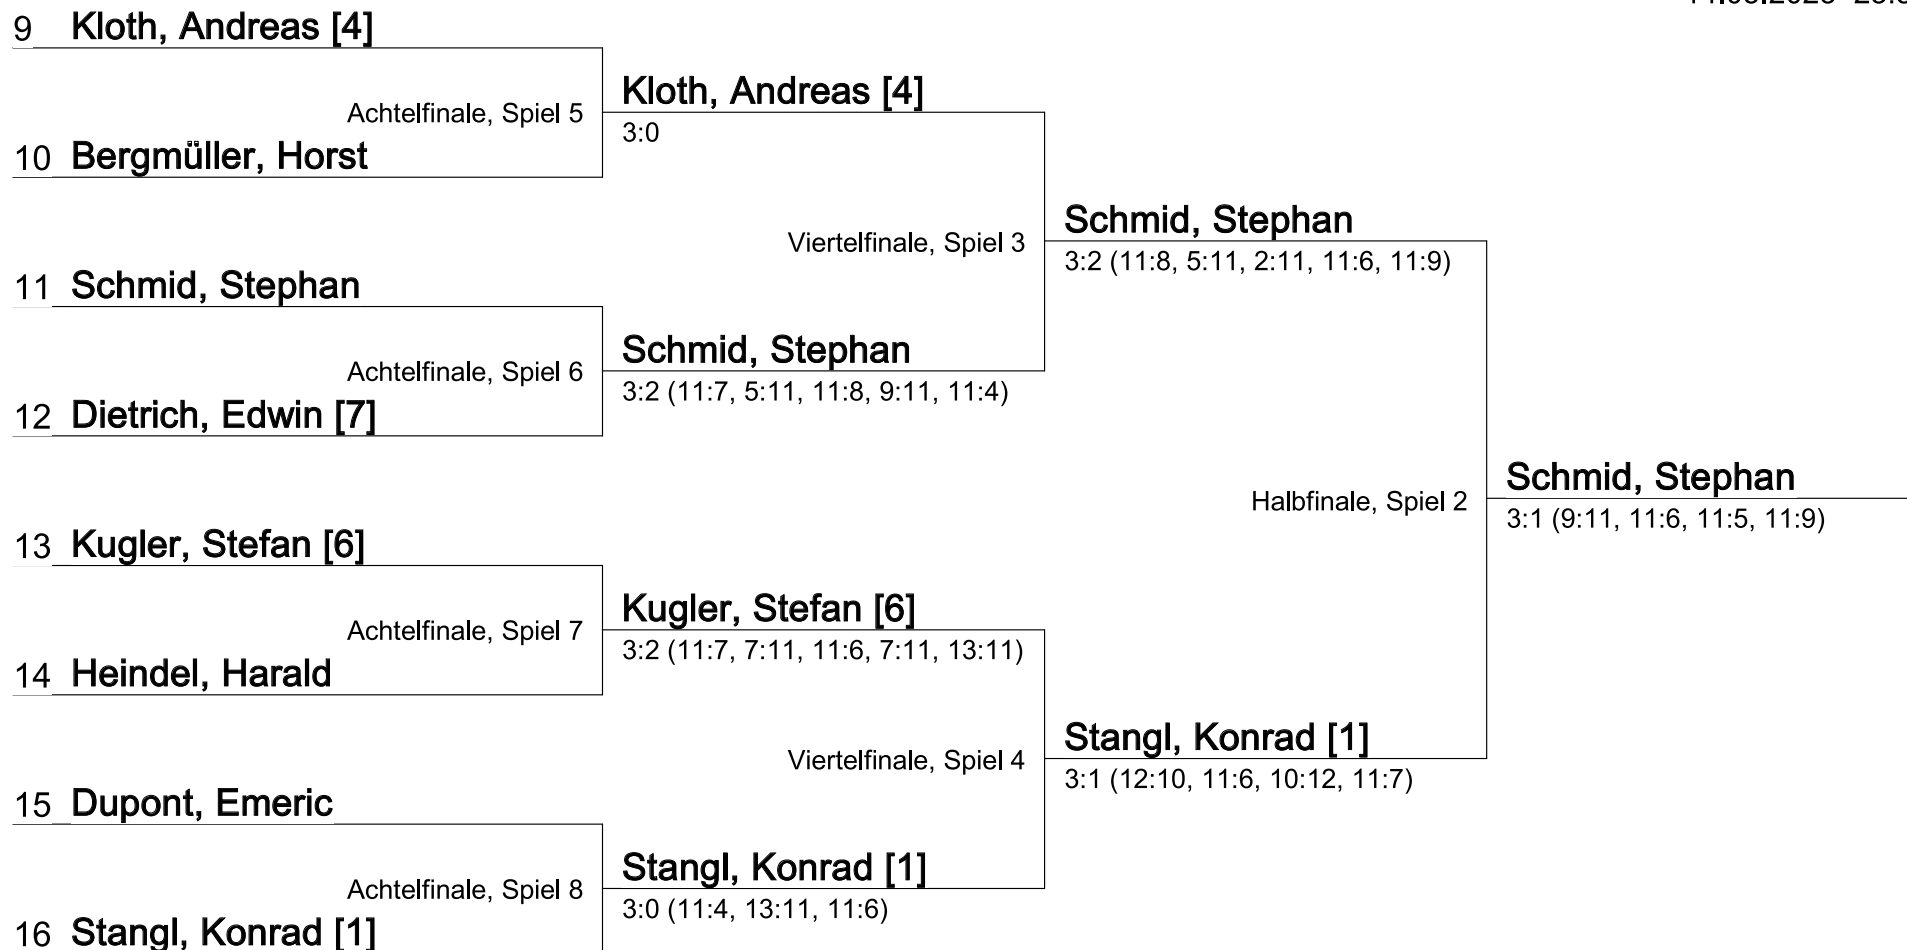 9 Kloth, Andreas [4]
Kloth, Andreas [4]
Achtelfinale, Spiel 5
3:0
10 Bergmüller, Horst
Schmid, Stephan
Viertelfinale, Spiel 3
3:2 (11:8, 5:11, 2:11, 11:6, 11:9)
11 Schmid, Stephan
Schmid, Stephan
Achtelfinale, Spiel 6
3:2 (11:7, 5:11, 11:8, 9:11, 11:4)
12 Dietrich, Edwin [7]
Schmid, Stephan
Halbfinale, Spiel 2
3:1 (9:11, 11:6, 11:5, 11:9)
13 Kugler, Stefan [6]
Kugler, Stefan [6]
Achtelfinale, Spiel 7
3:2 (11:7, 7:11, 11:6, 7:11, 13:11)
14 Heindel, Harald
Stangl, Konrad [1]
Viertelfinale, Spiel 4
3:1 (12:10, 11:6, 10:12, 11:7)
15 Dupont, Emeric
Stangl, Konrad [1]
Achtelfinale, Spiel 8
3:0 (11:4, 13:11, 11:6)
16 Stangl, Konrad [1]